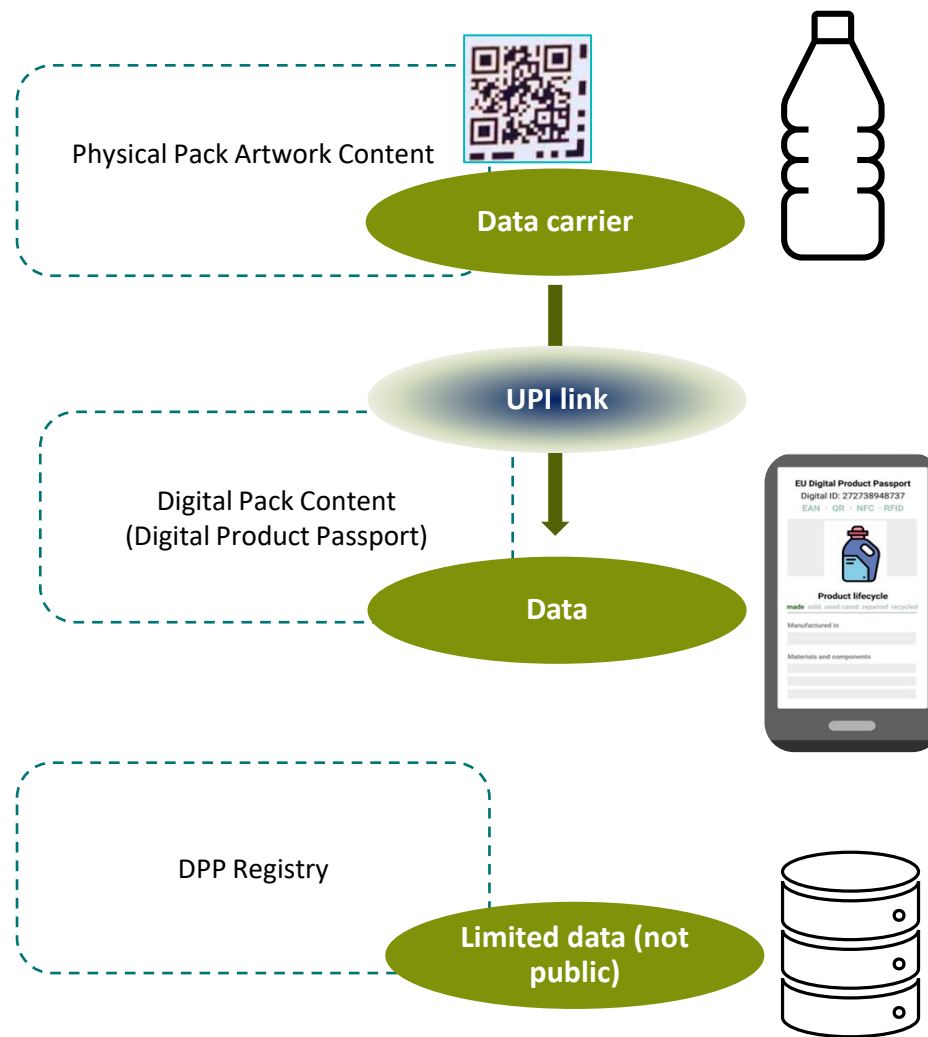 Physical Pack Artwork Content
Data carrier
UPI link
Digital Pack Content
(Digital Product Passport)
Data
EU Digital Product Passport
Digital ID: 272738948737
EAN · QR · NFC · RFID
Product lifecycle
made sold used cared repaired recycled
Manufactured in
Materials and components
DPP Registry
Limited data (not
public)